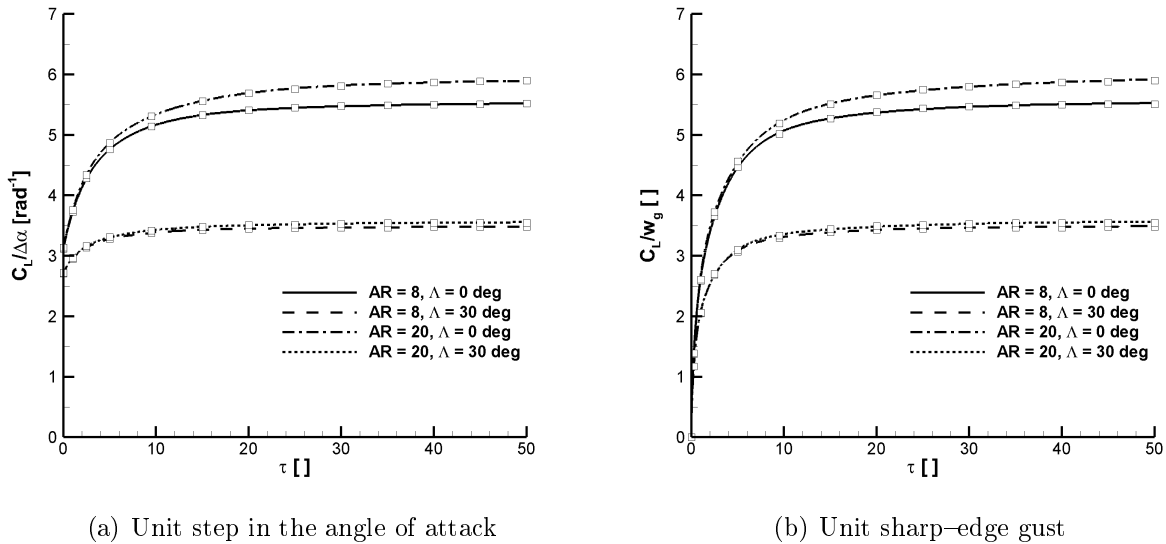 7
6
5
4
3
2
1
0
C_L/Δα [rad⁻¹]
AR = 8, Λ = 0 deg
AR = 8, Λ = 30 deg
AR = 20, Λ = 0 deg
AR = 20, Λ = 30 deg
0 10 20 30 40 50
τ [ ]
(a) Unit step in the angle of attack
7
6
5
4
3
2
1
0
C_L/w_g [ ]
AR = 8, Λ = 0 deg
AR = 8, Λ = 30 deg
AR = 20, Λ = 0 deg
AR = 20, Λ = 30 deg
0 10 20 30 40 50
τ [ ]
(b) Unit sharp–edge gust